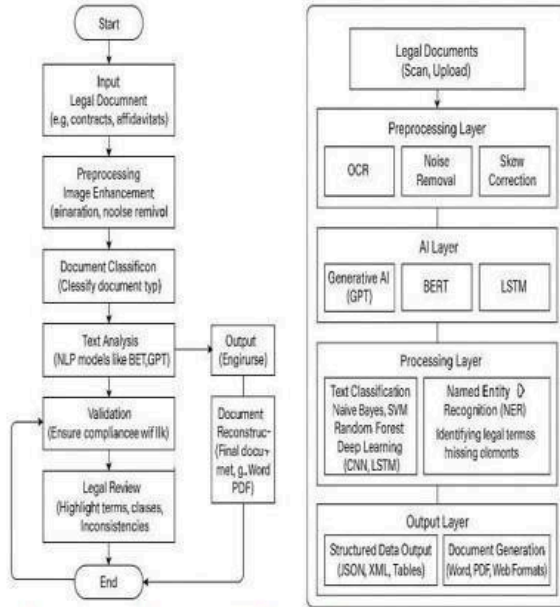 Start
Input
Legal Documnent
(e.g, contracts, affidavitats)
Preprocessing
Image Enhancement
(ainaration, noolse remival
Document Classificon
(Clessify document typ)
Text Analysis
(NLP models like BET,GPT)
Validation
(Ensure compliancee wif llk)
Legal Review
(Highlight terms, clases,
Inconsistencies)
End
Output
(Engirurse)
Document
Reconstruc-
(Final docu-
met, g. Word
PDF)
Legal Documents
(Scan, Upload)
Preprocessing Layer
OCR
Noise
Removal
Skew
Correction
AI Layer
Generative AI
(GPT)
BERT
LSTM
Processing Layer
Text Classification
Naive Bayes, SVM
Random Forest
Deep Learning
(CNN, LSTM)
Named Entity
Recognition (NER)
Identifying legal termss
missing elements
Output Layer
Structured Data Output
(JSON, XML, Tables)
Document Generation
(Word, PDF, Web Formats)